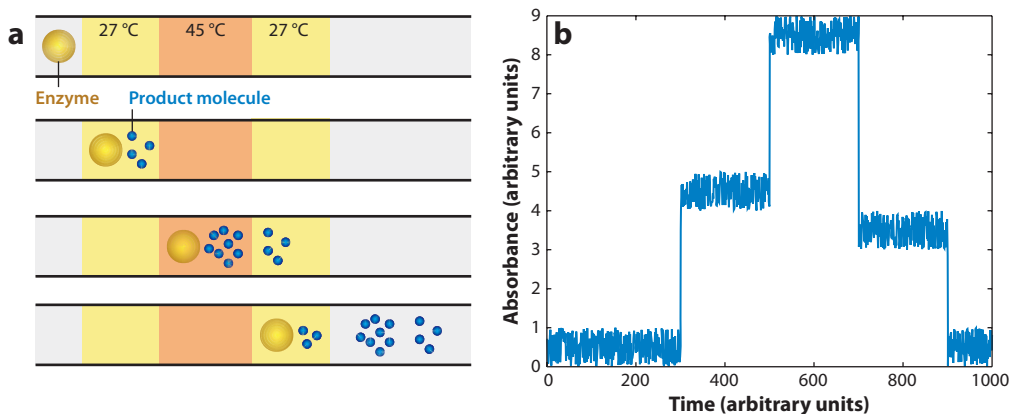 a
27 °C 45 °C 27 °C
Enzyme Product molecule
b
Absorbance (arbitrary units)
9
8
7
6
5
4
3
2
1
0
0 200 400 600 800 1000
Time (arbitrary units)